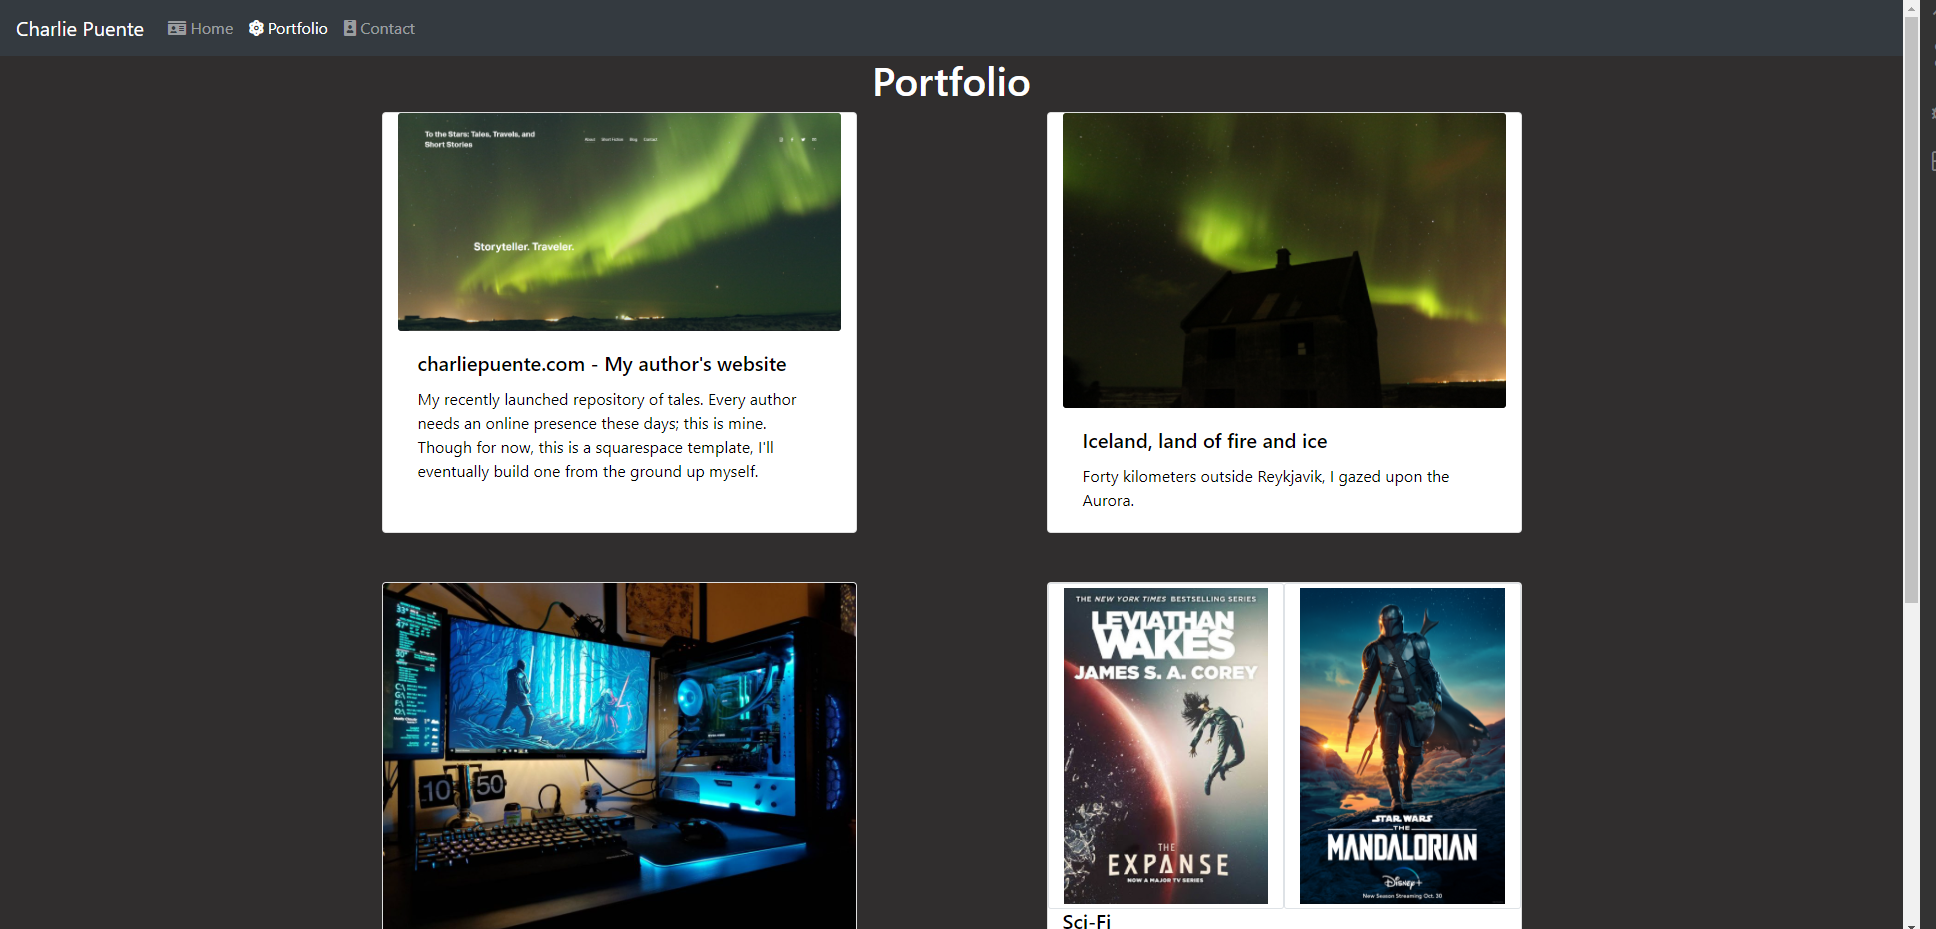 Charlie Puente
Home
Portfolio
Contact
Portfolio
To the Stars: Tales, Travels, and
Short Stories
About Short Fiction Blog Contact
Storyteller. Traveler.
charliepuente.com - My author's website
My recently launched repository of tales. Every author
needs an online presence these days; this is mine.
Though for now, this is a squarespace template, I'll
eventually build one from the ground up myself.
Iceland, land of fire and ice
Forty kilometers outside Reykjavik, I gazed upon the
Aurora.
10 50
THE NEW YORK TIMES BESTSELLING SERIES
LEVIATHAN
WAKES
JAMES S. A. COREY
THE
EXPANSE
NOW A MAJOR TV SERIES
STAR WARS
THE
MANDALORIAN
Disney+
New Season Streaming Oct. 30
Sci-Fi